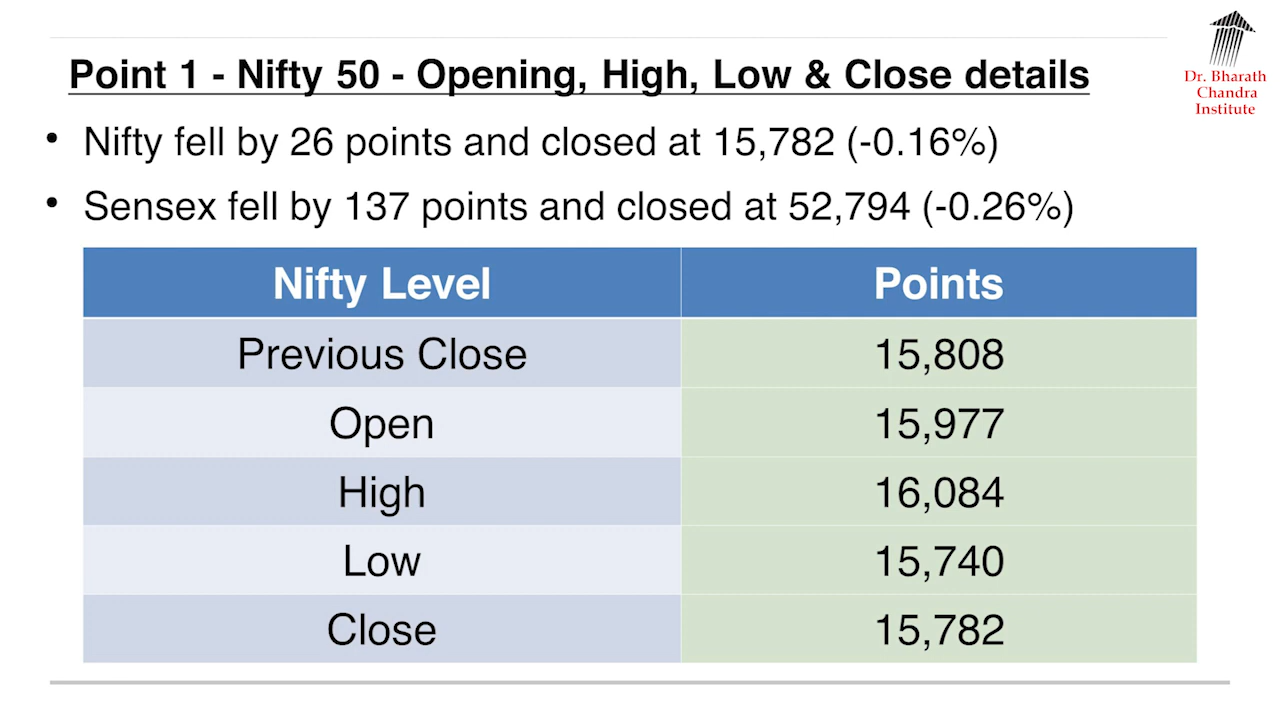 Point 1 - Nifty 50 - Opening, High, Low & Close details
Dr. Bharath
Chandra
Institute
• Nifty fell by 26 points and closed at 15,782 (-0.16%)
• Sensex fell by 137 points and closed at 52,794 (-0.26%)
Nifty Level Points
Previous Close 15,808
Open 15,977
High 16,084
Low 15,740
Close 15,782